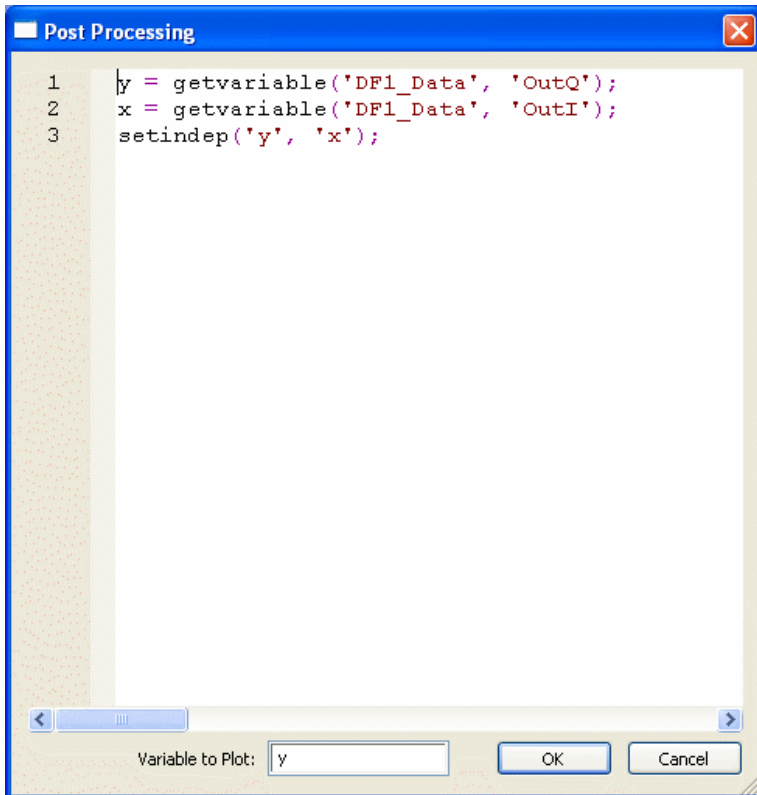 Post Processing
1 y = getvariable('DF1_Data', 'OutQ');
2 x = getvariable('DF1_Data', 'OutI');
3 setindep('y', 'x');
Variable to Plot: y OK Cancel